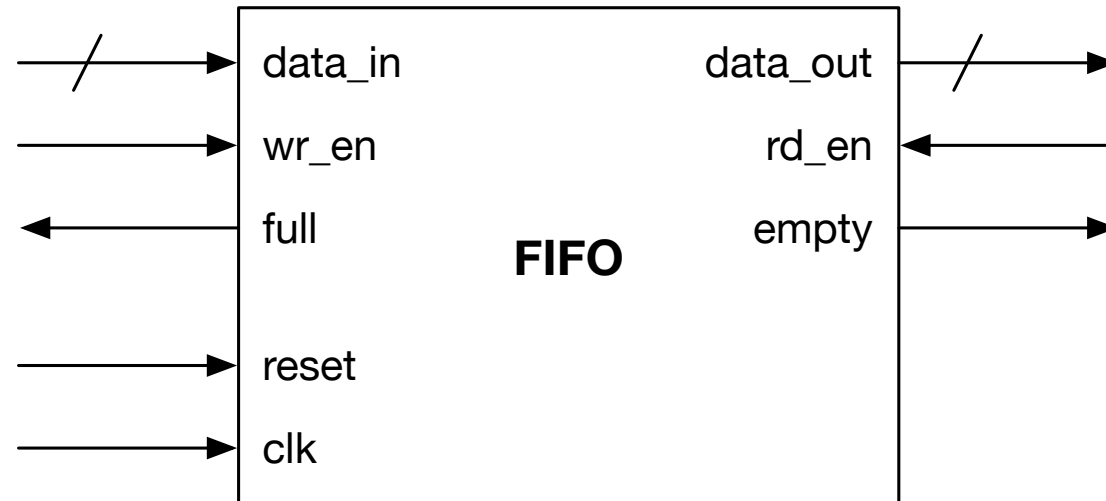 data_in
data_out
wr_en
rd_en
full
empty
FIFO
reset
clk